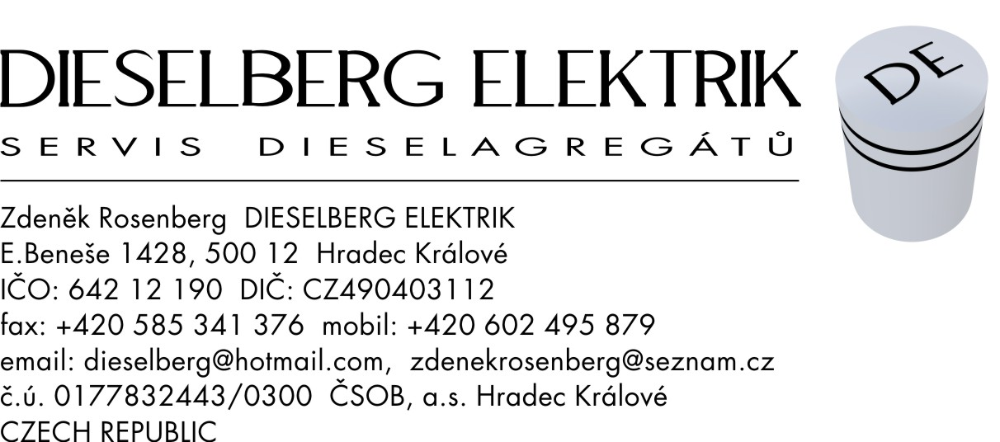 DIESELBERG ELEKTRIK
DE
SERVIS DIESELAGREGÁTŮ
Zdeněk Rosenberg DIESELBERG ELEKTRIK
E.Beneše 1428, 500 12 Hradec Králové
IČO: 642 12 190 DIČ: CZ490403112
fax: +420 585 341 376 mobil: +420 602 495 879
email: dieselberg@hotmail.com, zdenekrosenberg@seznam.cz
č.ú. 0177832443/0300 ČSOB, a.s. Hradec Králové
CZECH REPUBLIC